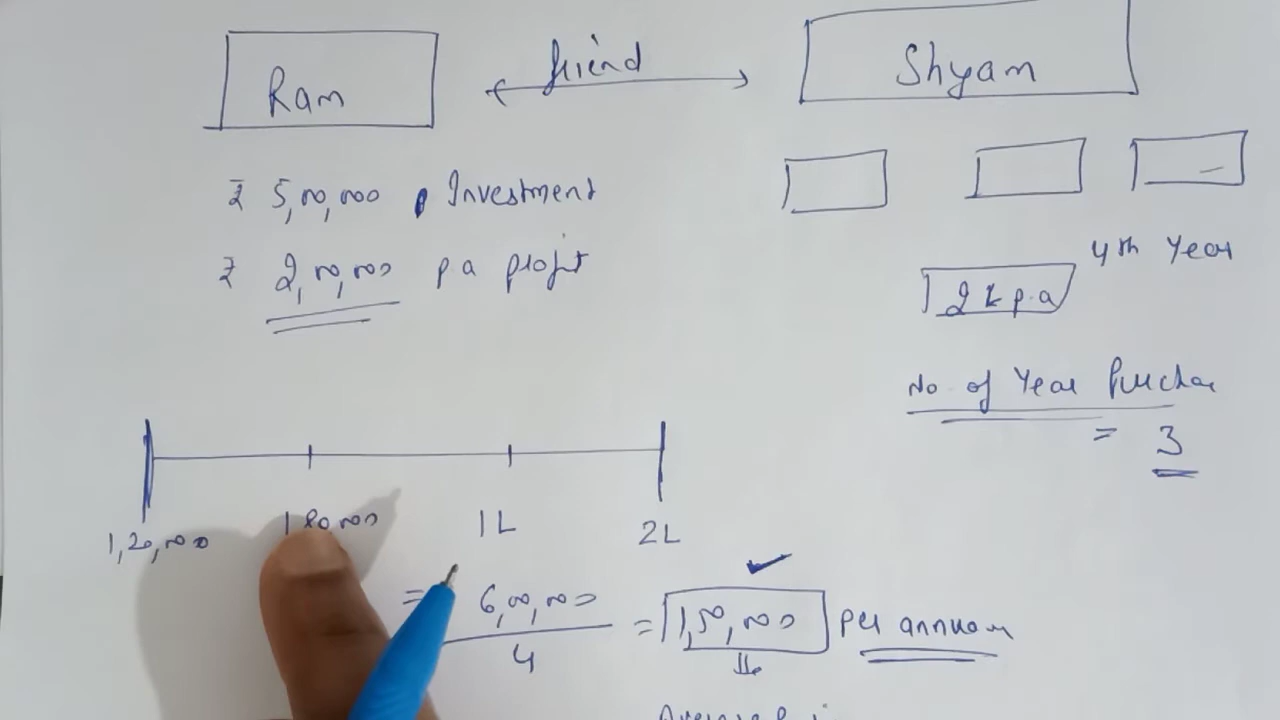 Ram
friend
Shyam
₹ 5,00,000 Investment
₹ 2,00,000 p a profit
4th Year
2 L p.a
No of Year Purchase
= 3
1,20,000
1 80,000
1L
2L
= 6,00,000 / 4 = 1,50,000 per annum